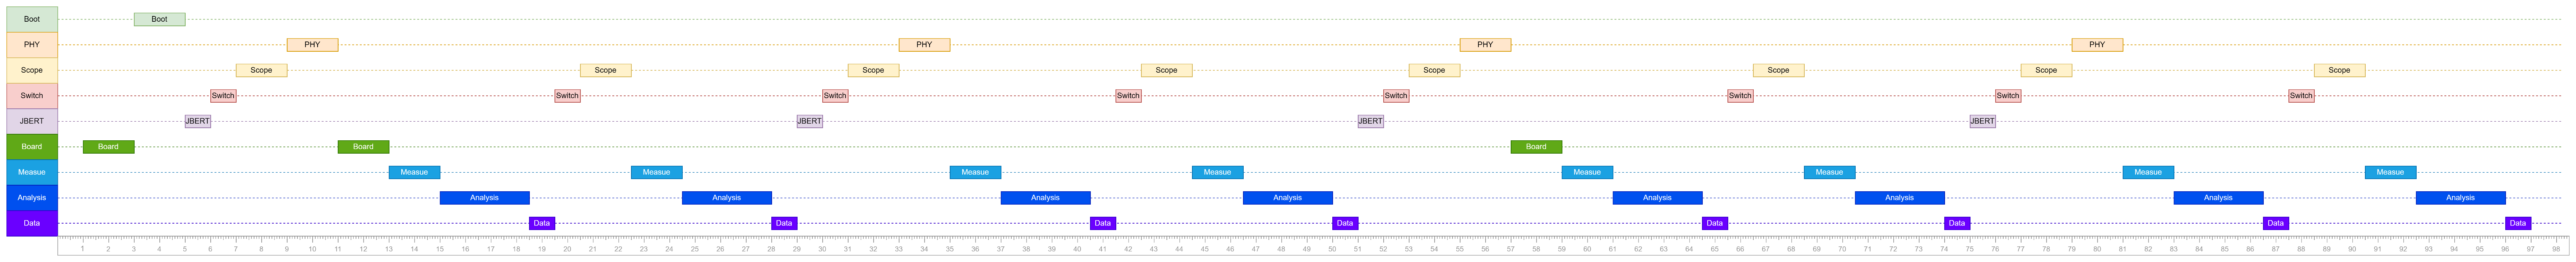 Boot Boot
PHY PHY PHY PHY PHY
Scope Scope Scope Scope Scope Scope Scope Scope Scope
Switch Switch Switch Switch Switch Switch Switch Switch Switch
JBERT JBERT JBERT JBERT JBERT
Board Board Board Board
Measue Measue Measue Measue Measue Measue Measue Measue Measue
Analysis Analysis Analysis Analysis Analysis Analysis Analysis Analysis Analysis
Data Data Data Data Data Data Data Data Data
1 2 3 4 5 6 7 8 9 10 11 12 13 14 15 16 17 18 19 20 21 22 23 24 25 26 27 28 29 30 31 32 33 34 35 36 37 38 39 40 41 42 43 44 45 46 47 48 49 50 51 52 53 54 55 56 57 58 59 60 61 62 63 64 65 66 67 68 69 70 71 72 73 74 75 76 77 78 79 80 81 82 83 84 85 86 87 88 89 90 91 92 93 94 95 96 97 98